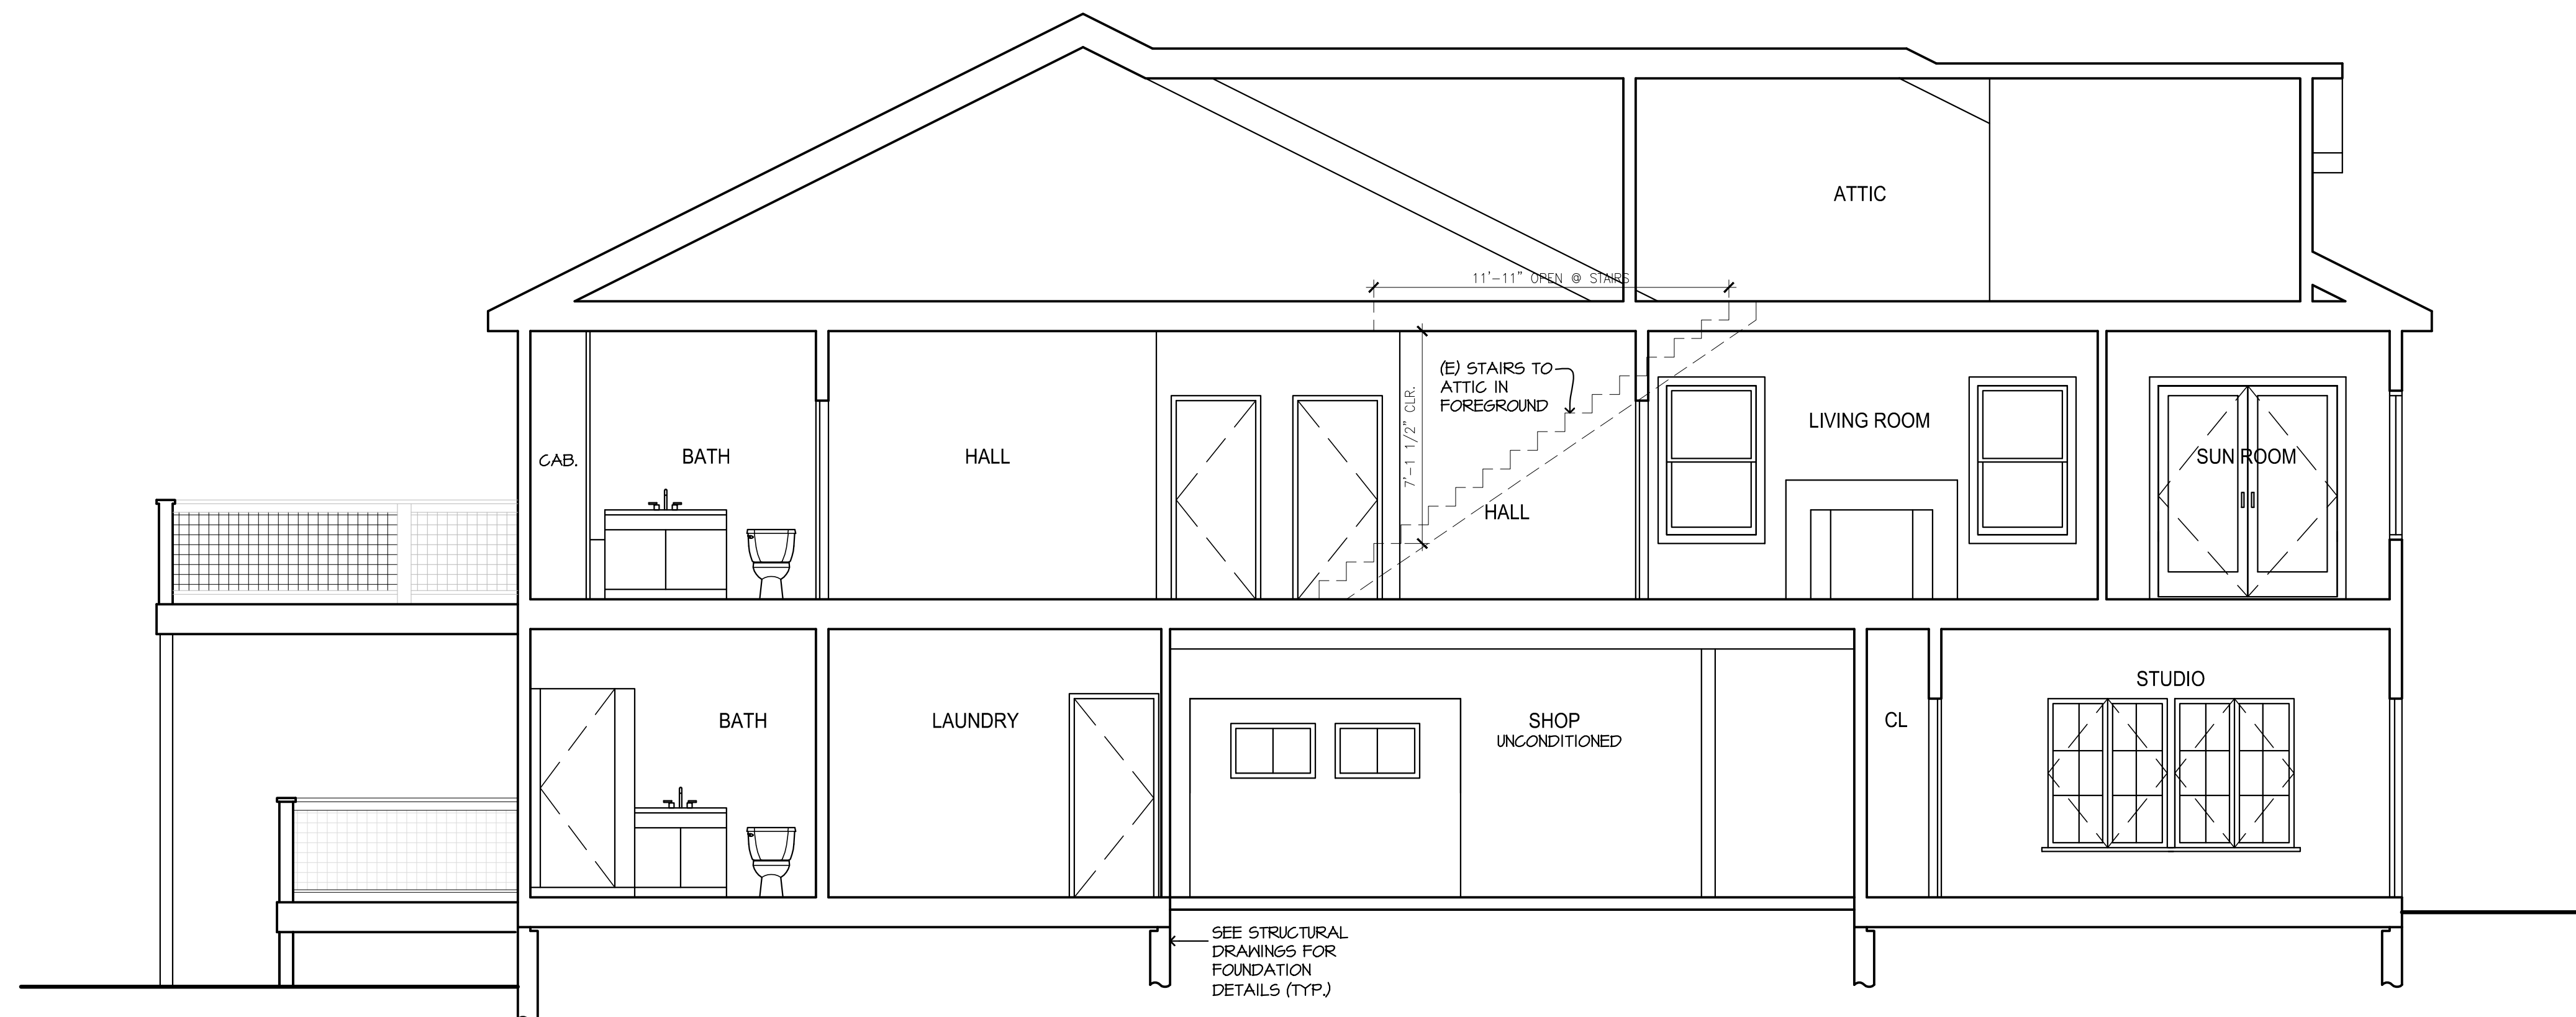 ATTIC
11'-11" OPEN @ STAIRS
(E) STAIRS TO
ATTIC IN
FOREGROUND
7'-1 1/2" CLR.
LIVING ROOM
CAB.
BATH
HALL
SUN ROOM
HALL
STUDIO
BATH
LAUNDRY
SHOP
UNCONDITIONED
CL
SEE STRUCTURAL
DRAWINGS FOR
FOUNDATION
DETAILS (TYP.)